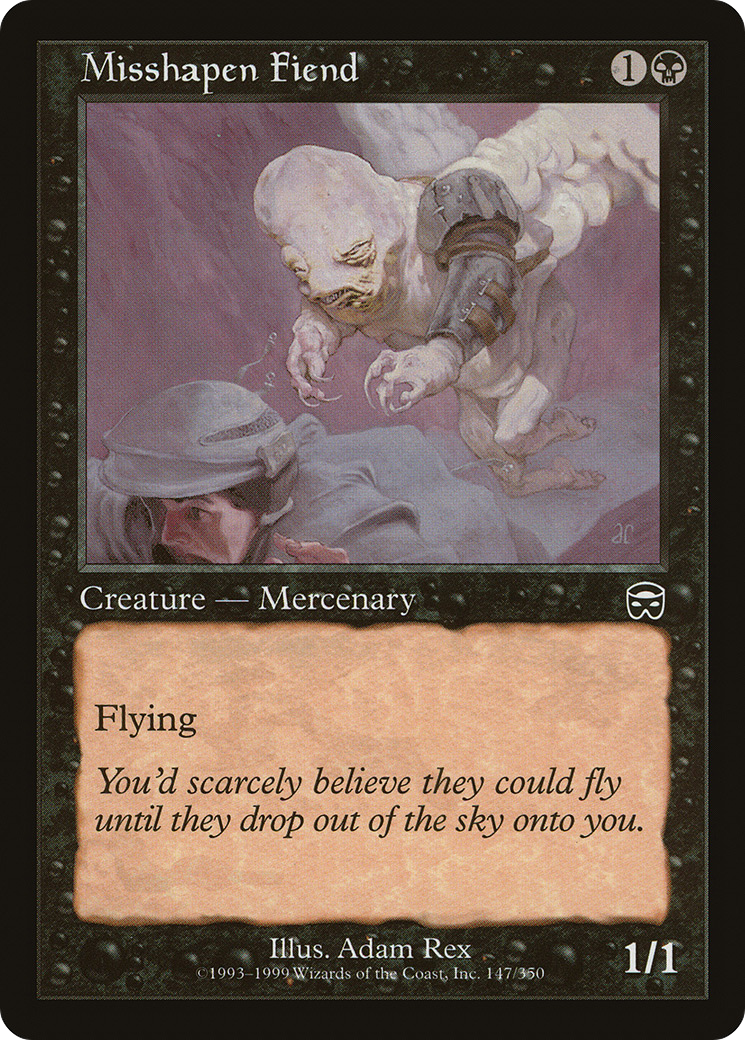 Misshapen Fiend 1
Creature — Mercenary
Flying
You'd scarcely believe they could fly
until they drop out of the sky onto you.
Illus. Adam Rex
©1993–1999 Wizards of the Coast, Inc. 147/350
1/1